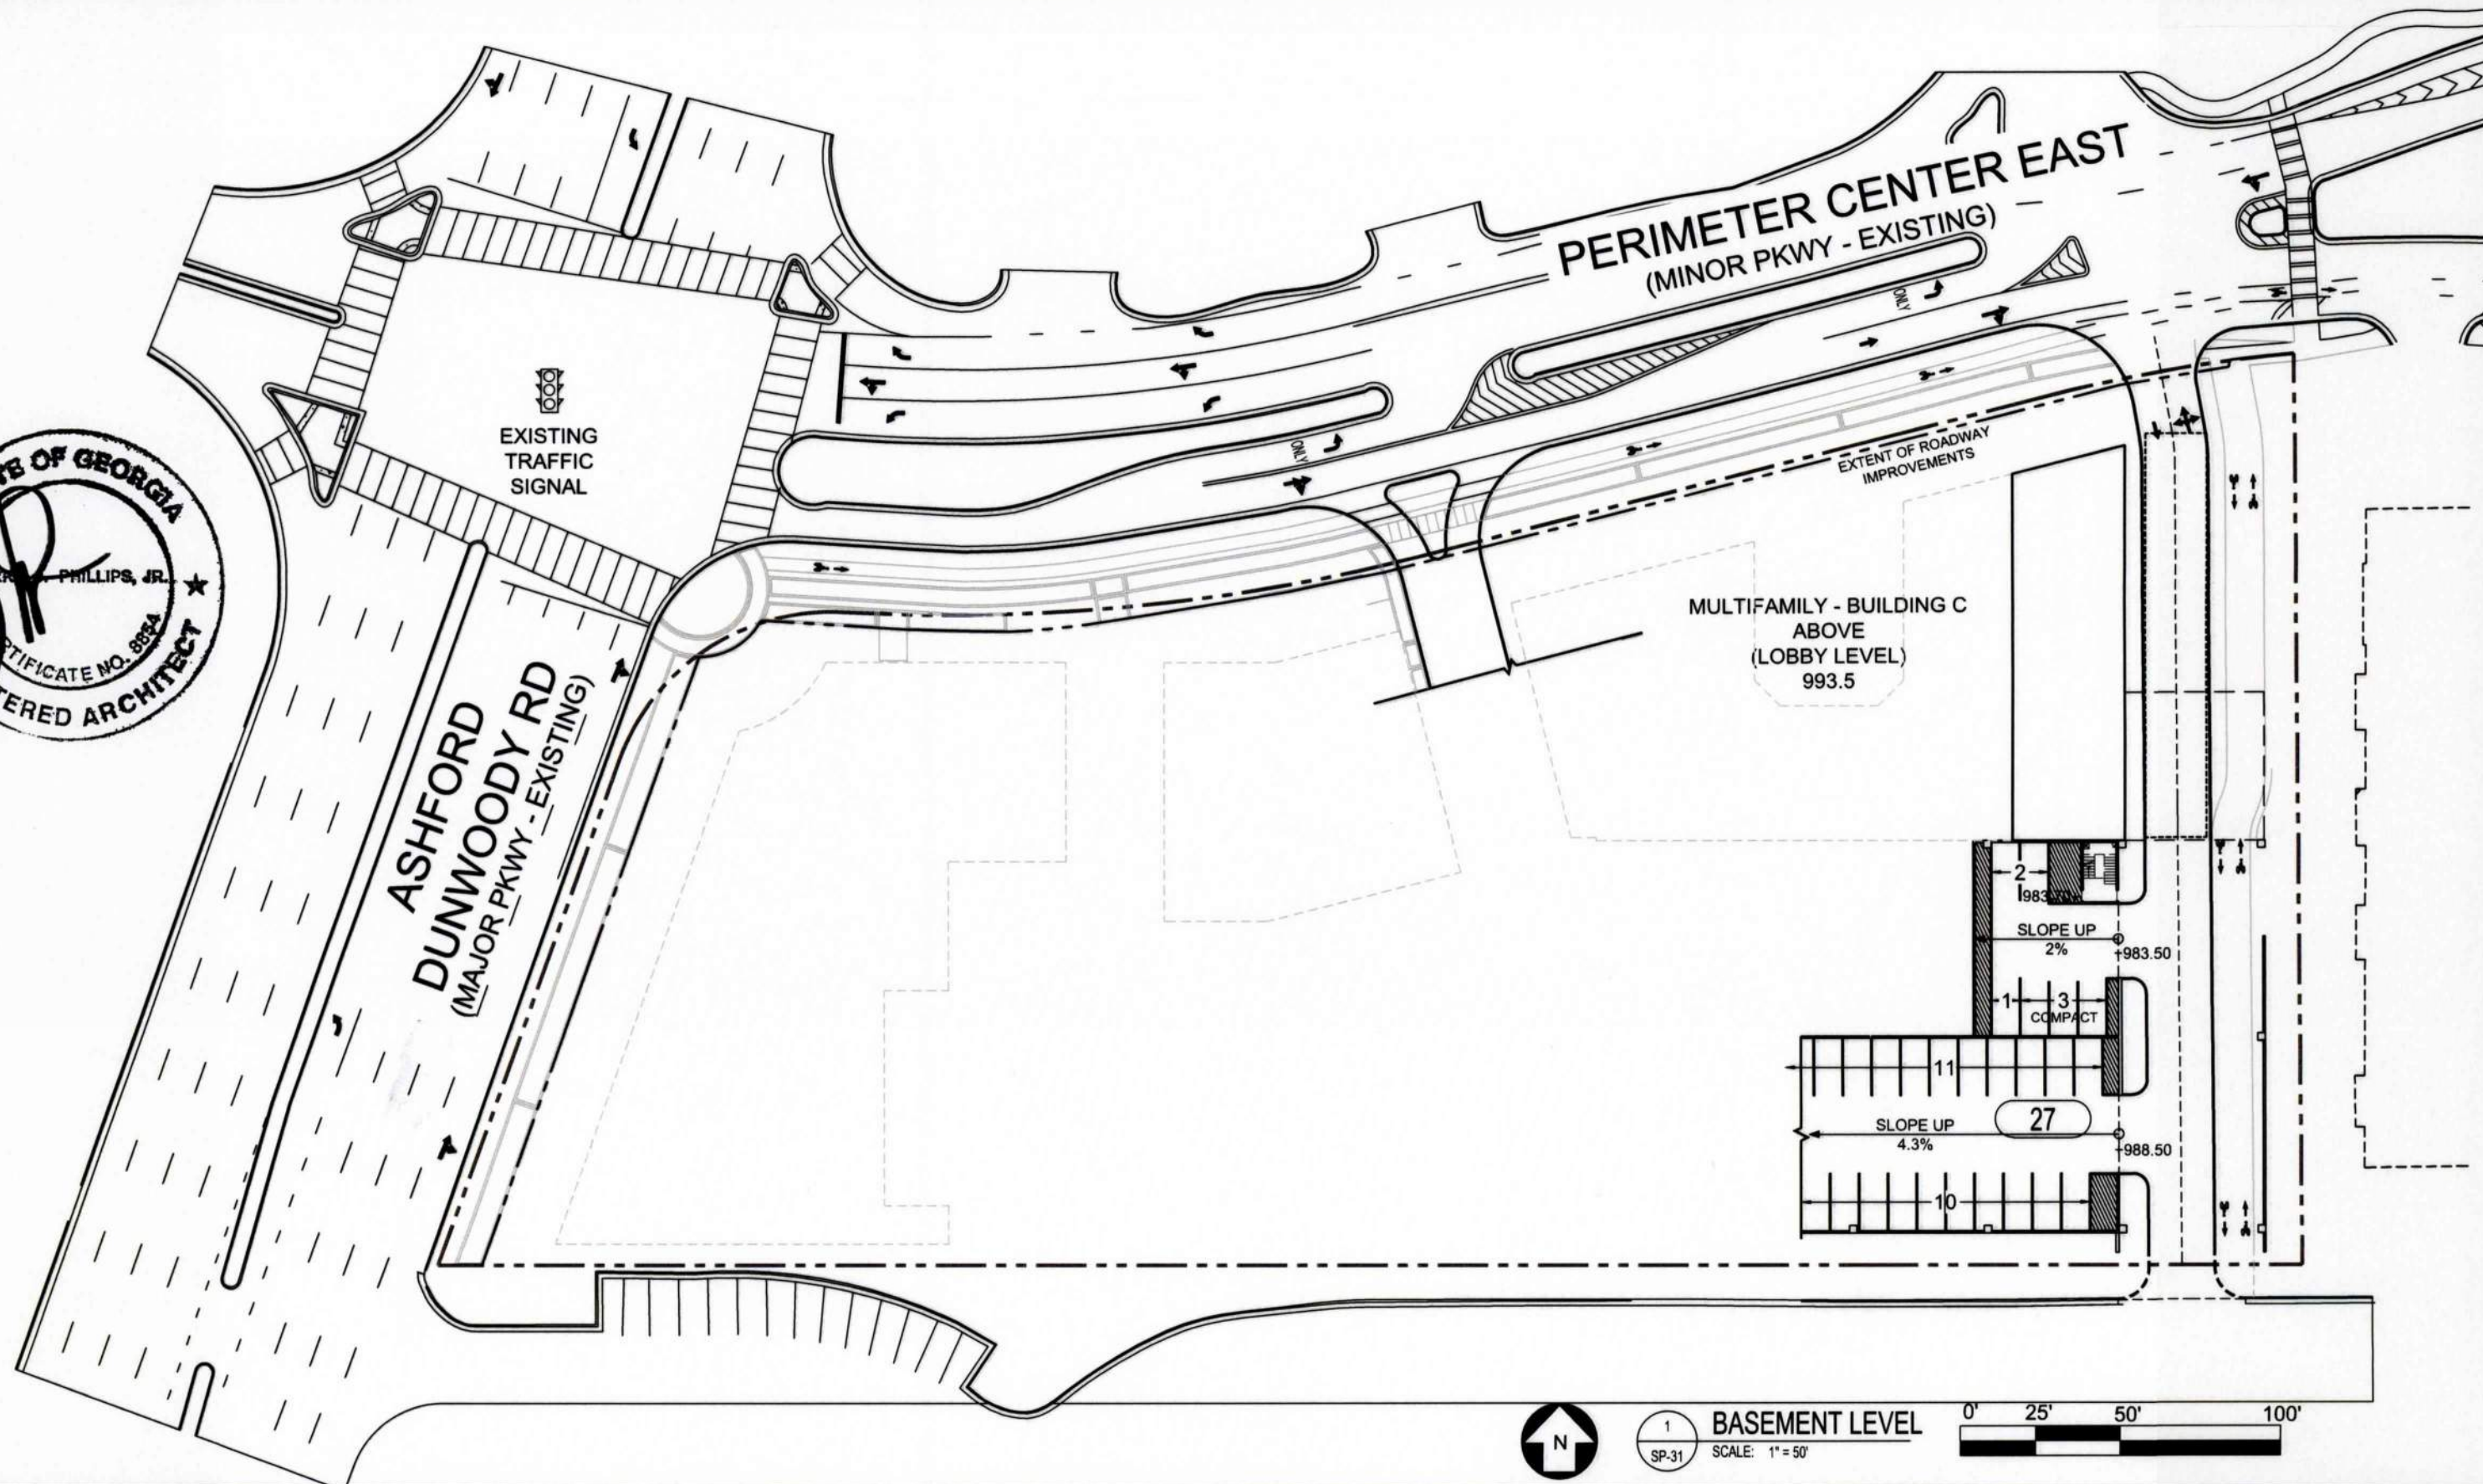 PERIMETER CENTER EAST
(MINOR PKWY - EXISTING)
ONLY
ONLY
EXISTING
TRAFFIC
SIGNAL
OF GEORGIA
PHILLIPS, JR.
NO. 8854
ARCHITECT
EXTENT OF ROADWAY
IMPROVEMENTS
MULTIFAMILY - BUILDING C
ABOVE
(LOBBY LEVEL)
993.5
ASHFORD
DUNWOODY RD
(MAJOR PKWY - EXISTING)
2
SLOPE UP
2%
983.50
1 3
COMPACT
11
27
SLOPE UP
4.3%
988.50
10
N
1
SP-31
BASEMENT LEVEL
SCALE: 1" = 50'
0' 25' 50' 100'